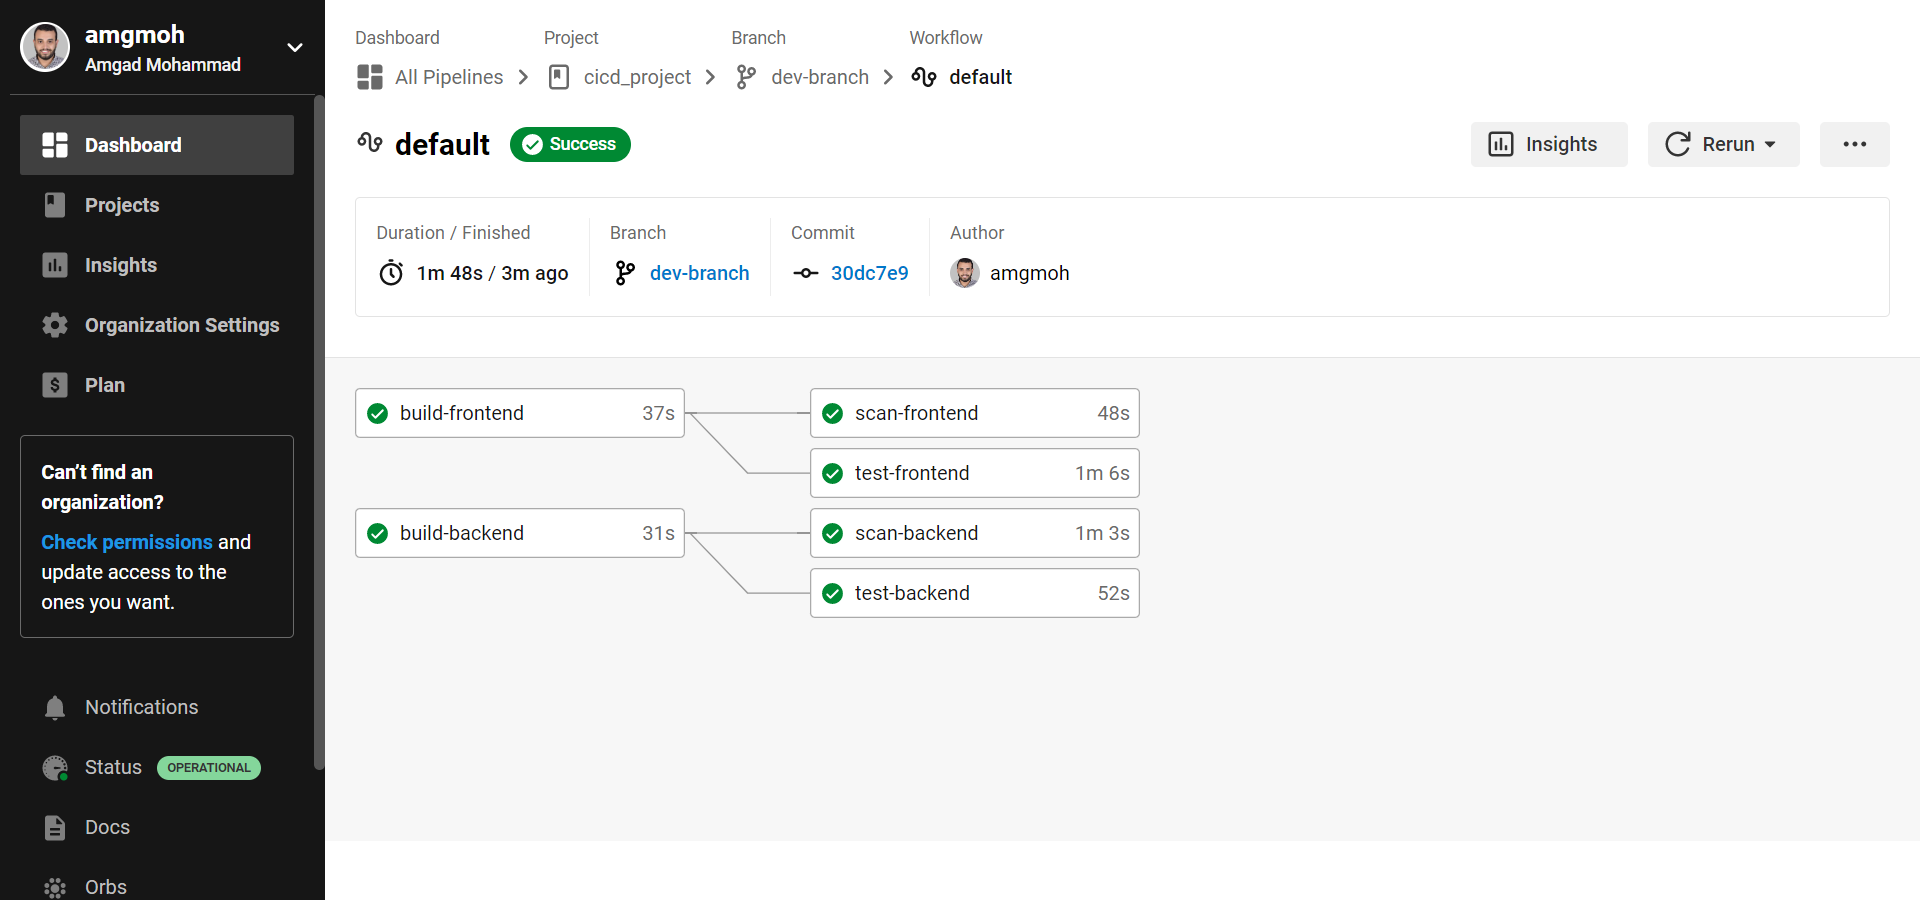 amgmoh
Amgad Mohammad
Dashboard
Projects
Insights
Organization Settings
Plan
Can’t find an
organization?
Check permissions and
update access to the
ones you want.
Notifications
Status OPERATIONAL
Docs
Orbs
Dashboard Project Branch Workflow
All Pipelines cicd_project dev-branch default
default Success Insights Rerun
Duration / Finished Branch Commit Author
1m 48s / 3m ago dev-branch 30dc7e9 amgmoh
build-frontend 37s scan-frontend 48s
test-frontend 1m 6s
build-backend 31s scan-backend 1m 3s
test-backend 52s